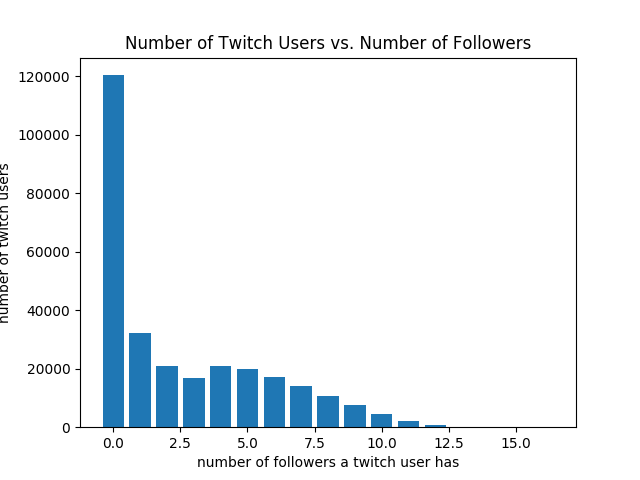 Number of Twitch Users vs. Number of Followers
120000
100000
80000
60000
40000
20000
0
number of twitch users
0.0 2.5 5.0 7.5 10.0 12.5 15.0
number of followers a twitch user has